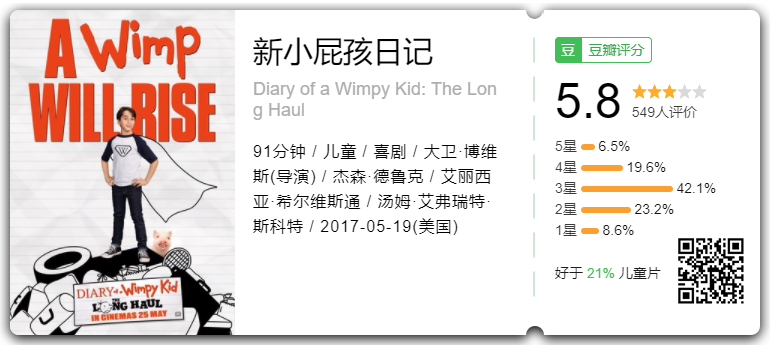 A Wimp
WILL RISE
DIARY of a Wimpy Kid
THE
LONG HAUL
IN CINEMAS 25 MAY
新小屁孩日记
Diary of a Wimpy Kid: The Lon
g Haul
91分钟 / 儿童 / 喜剧 / 大卫·博维
斯(导演) / 杰森·德鲁克 / 艾丽西
亚·希尔维斯通 / 汤姆·艾弗瑞特·
斯科特 / 2017-05-19(美国)
豆 豆瓣评分
5.8
549人评价
5星 6.5%
4星 19.6%
3星 42.1%
2星 23.2%
1星 8.6%
好于 21% 儿童片